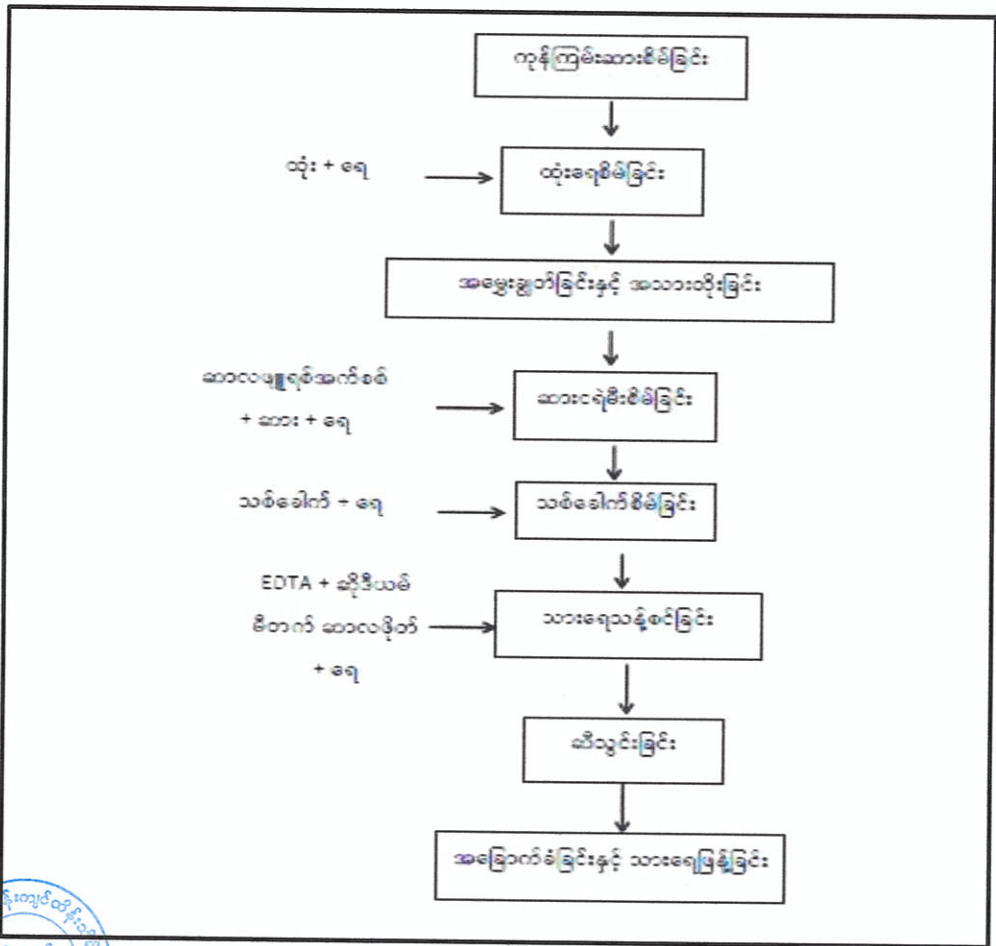 ကုန်ကြမ်းဆားစိမ်ခြင်း
ထုံး + ရေ
ထုံးရေစိမ်ခြင်း
အမွှေးချွတ်ခြင်းနှင့် အသားတိုးခြင်း
ဆာလဖျူရစ်အက်စစ်
+ ဆား + ရေ
ဆားငရဲမီးစိမ်ခြင်း
သစ်ခေါက် + ရေ
သစ်ခေါက်စိမ်ခြင်း
EDTA + ဆိုဒီယမ်
မီတက် ဆာလဖိုတ်
+ ရေ
သားရေသန့်စင်ခြင်း
ဆီသွင်းခြင်း
အခြောက်ခံခြင်းနှင့် သားရေဖြန့်ခြင်း